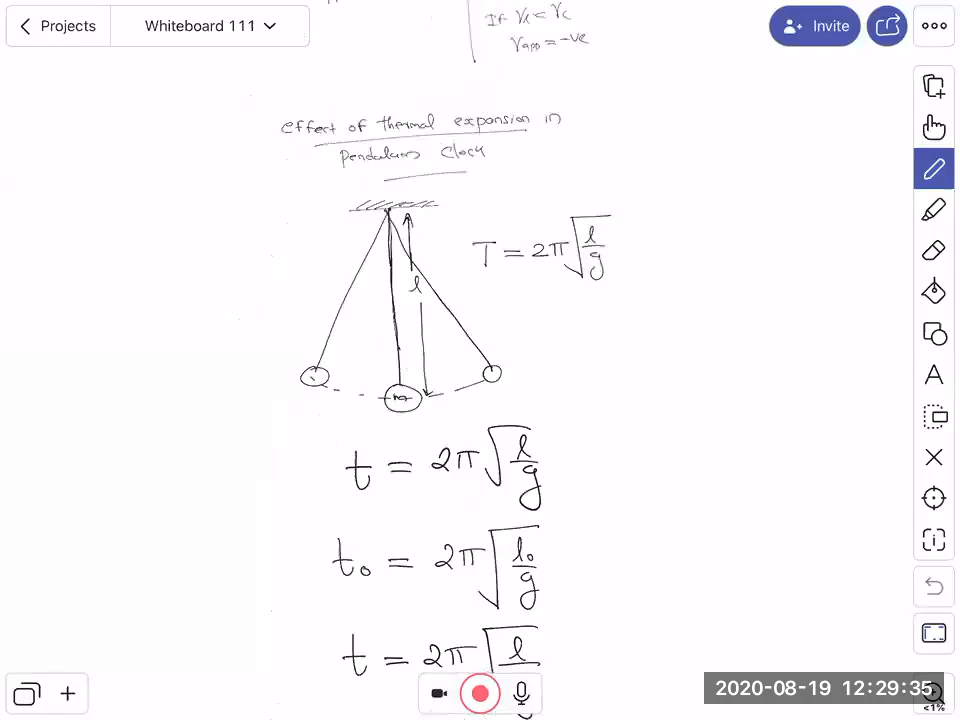 Projects
Whiteboard 111
Invite
If γℓ < γc
γapp = -ve
effect of thermal expansion in
pendulum clock
T = 2π√(l/g)
l
m
t = 2π√(l/g)
t₀ = 2π√(l₀/g)
t = 2π√(l/g)
2020-08-19 12:29:35
<1%